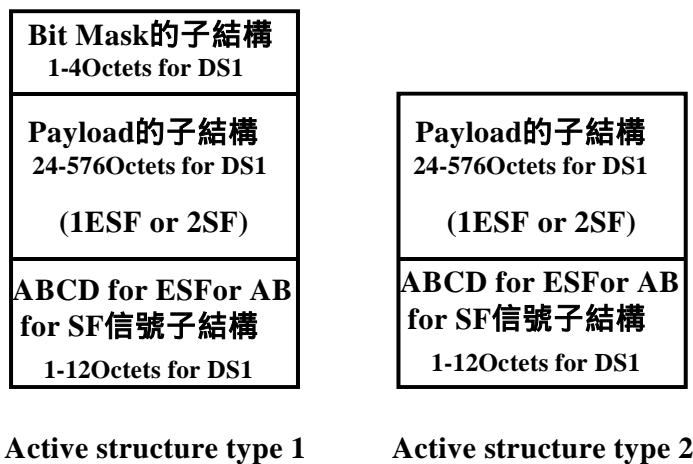 Bit Mask的子結構
1-4Octets for DS1
Payload的子結構
24-576Octets for DS1
(1ESF or 2SF)
ABCD for ESFor AB
for SF信號子結構
1-12Octets for DS1
Active structure type 1
Payload的子結構
24-576Octets for DS1
(1ESF or 2SF)
ABCD for ESFor AB
for SF信號子結構
1-12Octets for DS1
Active structure type 2